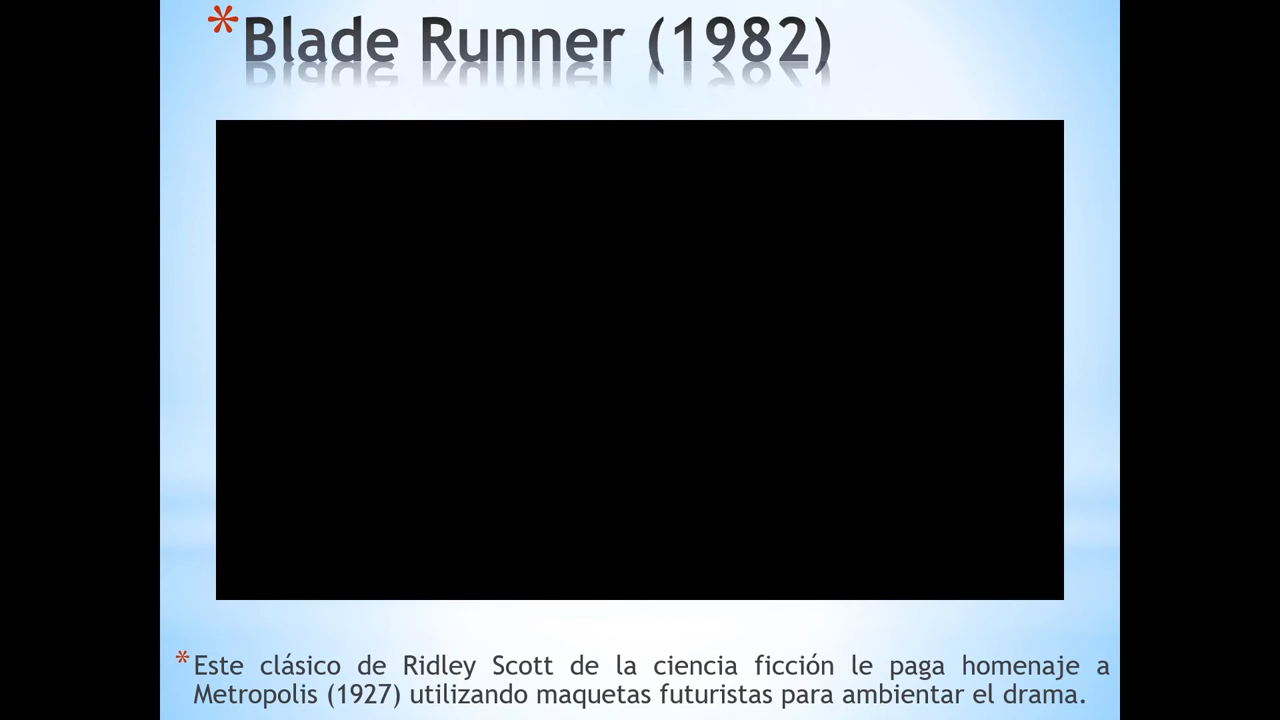 *Blade Runner (1982)
*Este clásico de Ridley Scott de la ciencia ficción le paga homenaje a
Metropolis (1927) utilizando maquetas futuristas para ambientar el drama.